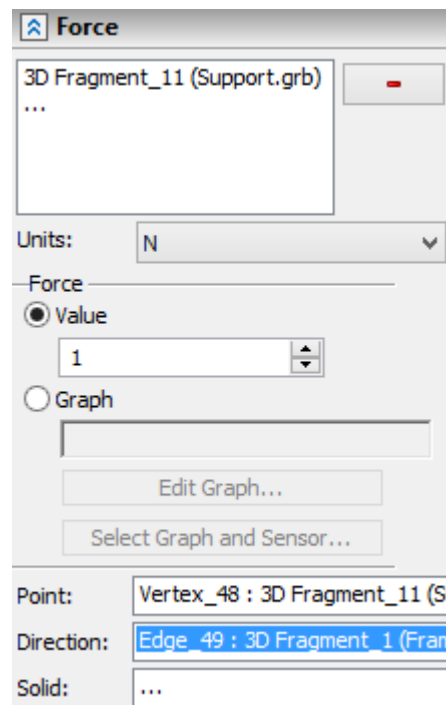 Force
3D Fragment_11 (Support.grb)
...
Units: N
Force
Value
1
Graph
Edit Graph...
Select Graph and Sensor...
Point: Vertex_48 : 3D Fragment_11 (S
Direction: Edge_49 : 3D Fragment_1 (Fran
Solid: ...